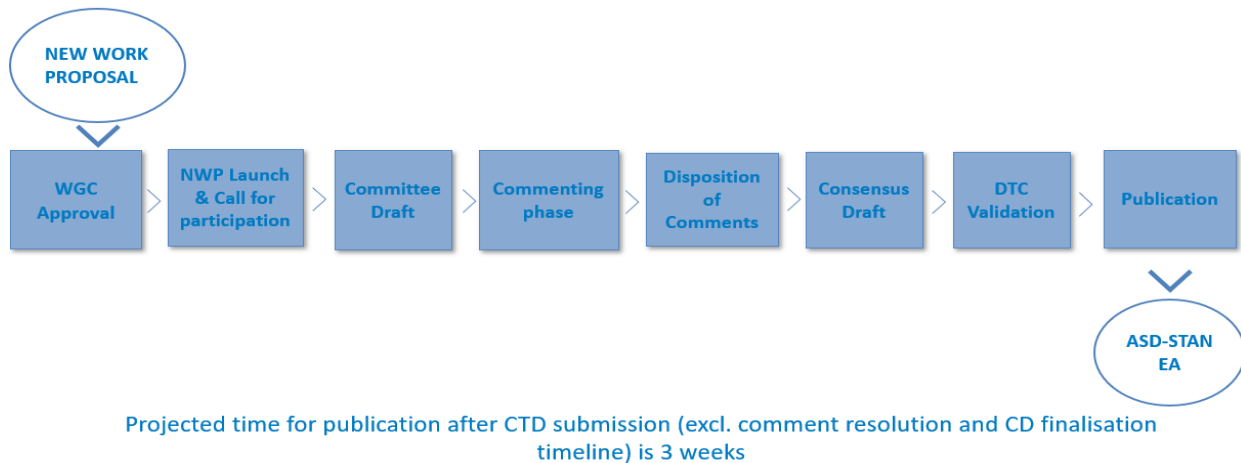 NEW WORK
PROPOSAL
WGC
Approval
NWP Launch
& Call for
participation
Committee
Draft
Commenting
phase
Disposition
of
Comments
Consensus
Draft
DTC
Validation
Publication
ASD-STAN
EA
Projected time for publication after CTD submission (excl. comment resolution and CD finalisation
timeline) is 3 weeks